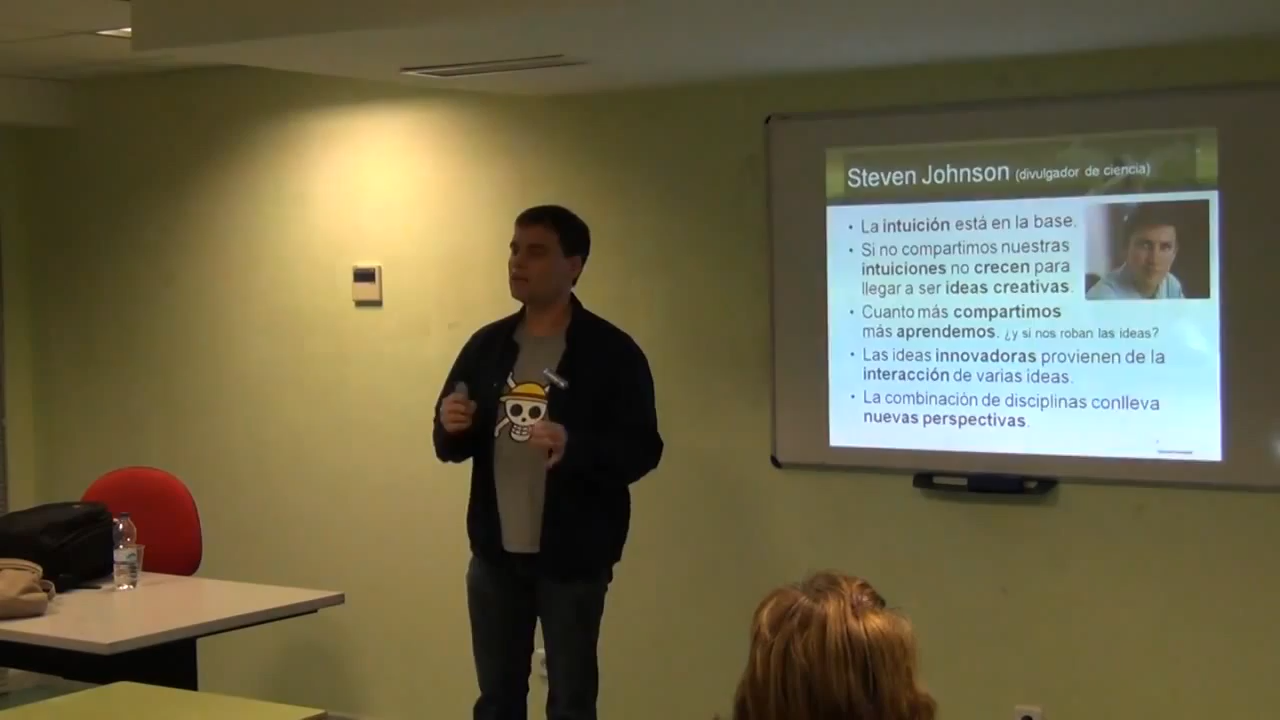 Steven Johnson (divulgador de ciencia)
• La intuición está en la base.
• Si no compartimos nuestras
intuiciones no crecen para
llegar a ser ideas creativas.
• Cuanto más compartimos
más aprendemos. ¿y si nos roban las ideas?
• Las ideas innovadoras provienen de la
interacción de varias ideas.
• La combinación de disciplinas conlleva
nuevas perspectivas.